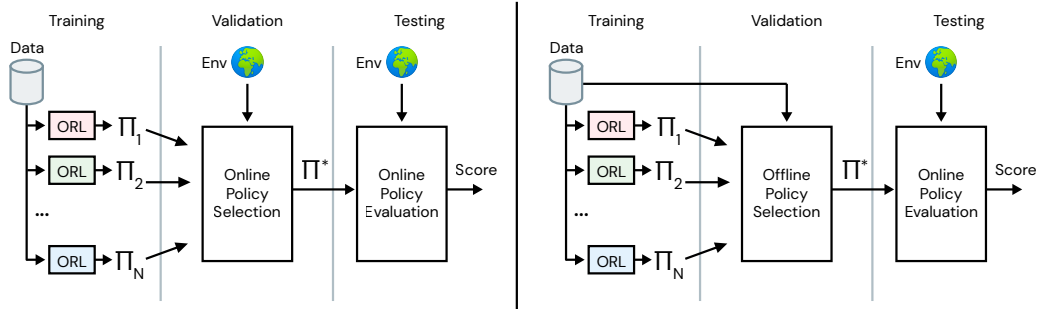 Training
Validation
Testing
Data
Env
Env
ORL
Π1
ORL
Π2
...
ORL
ΠN
Online
Policy
Selection
Π*
Online
Policy
Evaluation
Score
Training
Validation
Testing
Data
Env
ORL
Π1
ORL
Π2
...
ORL
ΠN
Offline
Policy
Selection
Π*
Online
Policy
Evaluation
Score